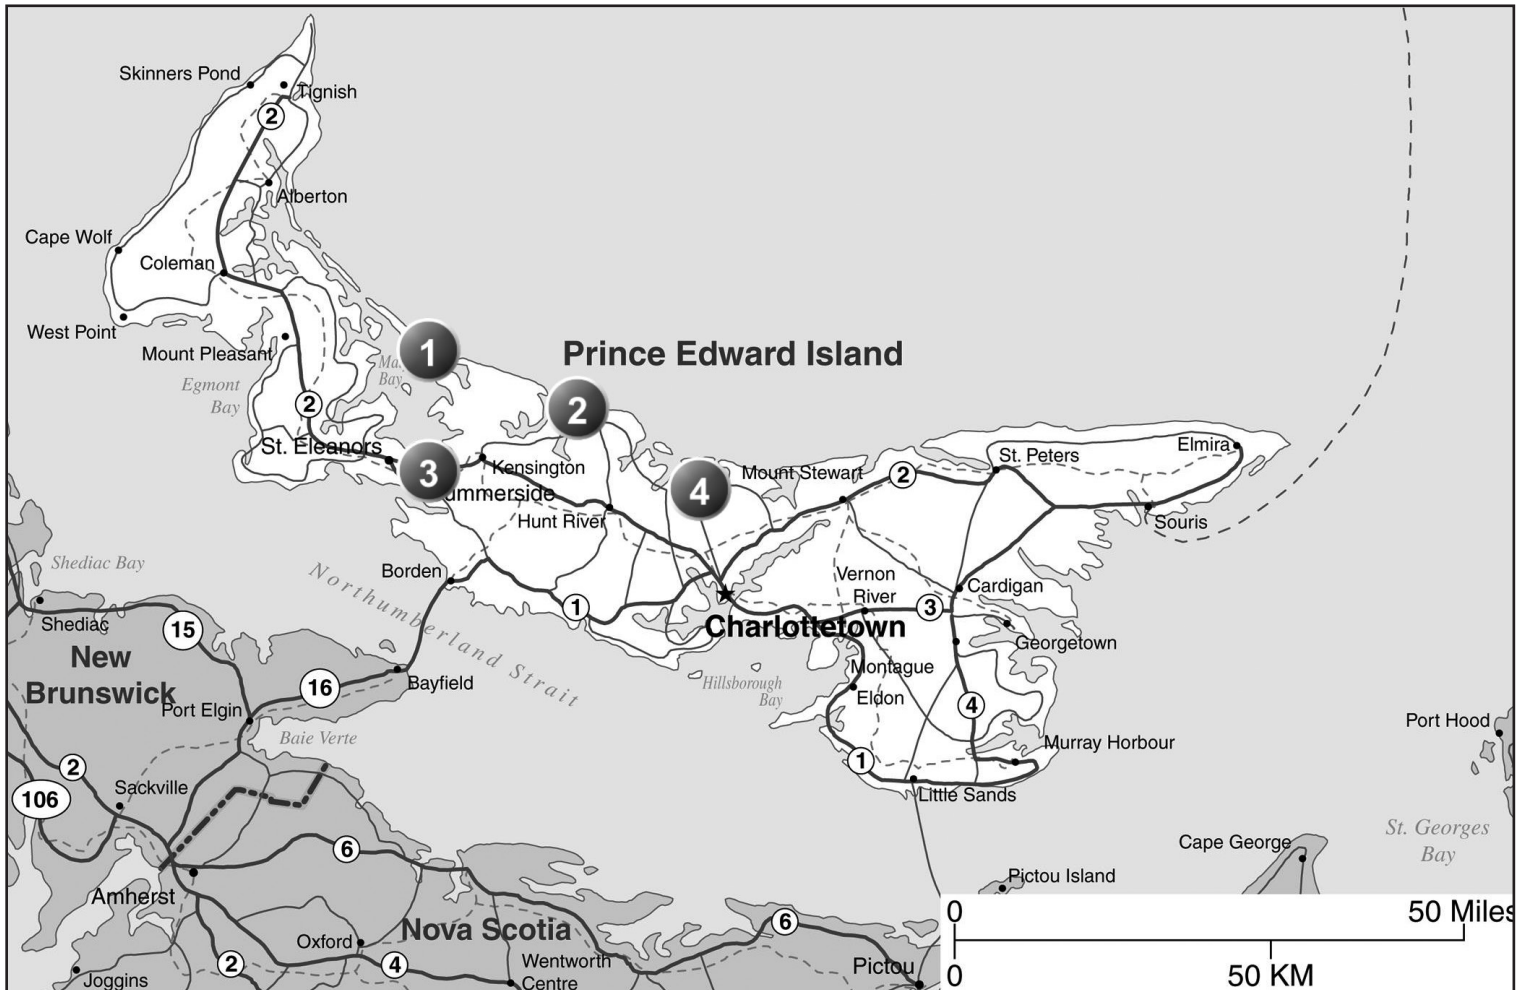 Skinners Pond
Tignish
2
Alberton
Cape Wolf
Coleman
West Point
Mount Pleasant
1
Prince Edward Island
Bay
Egmont
Bay
2
2
St. Eleanors
3
Kensington
ummerside
Hunt River
4
Mount Stewart
2
St. Peters
Elmira
Souris
Shediac Bay
Borden
Northumberland Strait
1
Vernon
River
3
Cardigan
Shediac
15
Charlottetown
Georgetown
New
Brunswick
16
Bayfield
Hillsborough
Bay
Montague
Eldon
4
Port Elgin
Baie Verte
Murray Harbour
Port Hood
2
106
Sackville
1
Little Sands
6
Cape George
St. Georges
Bay
Amherst
Pictou Island
Nova Scotia
6
Oxford
2
4
Wentworth
Centre
Pictou
Joggins
0
50 Miles
0
50 KM